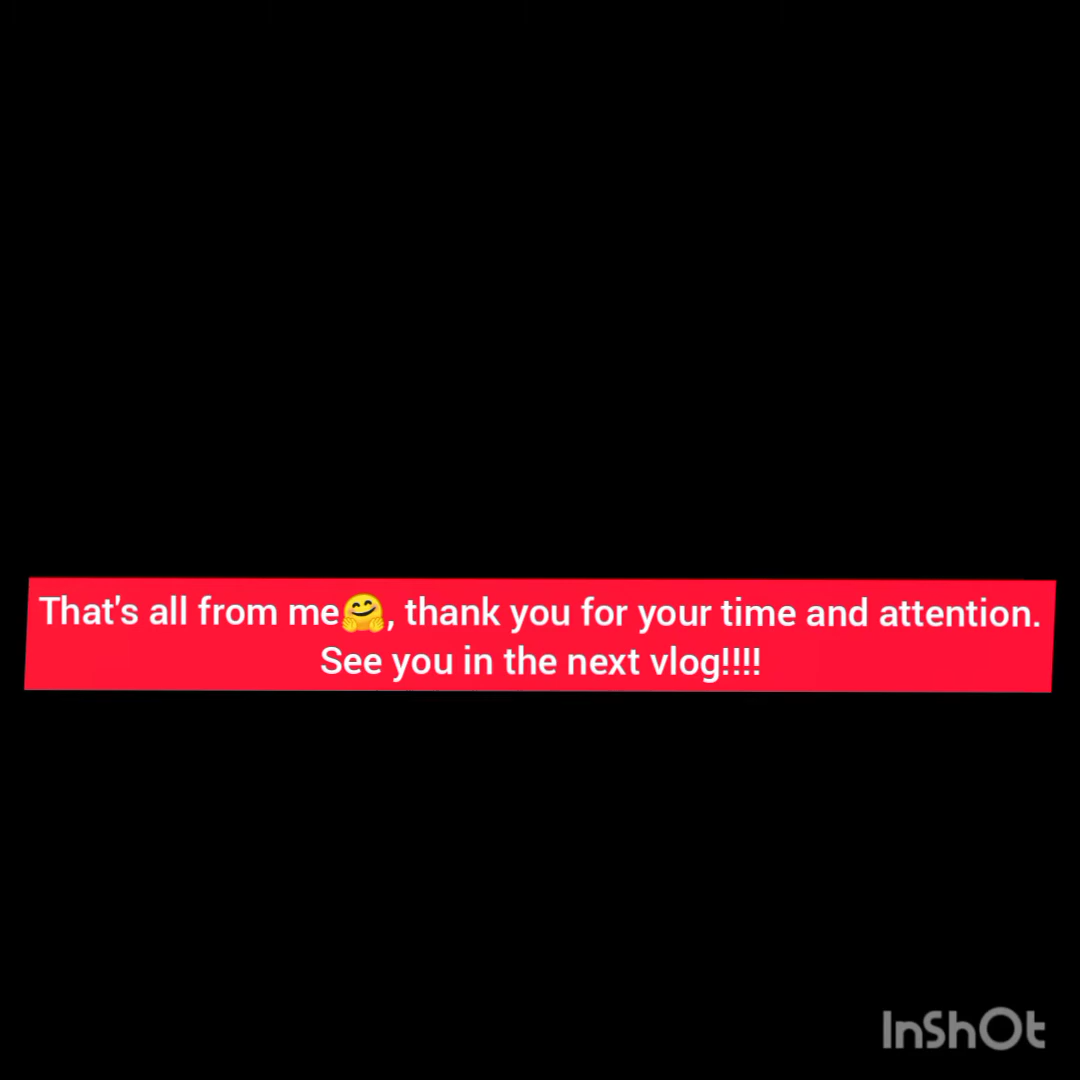 That's all from me🤗, thank you for your time and attention.
See you in the next vlog!!!!
InShOt